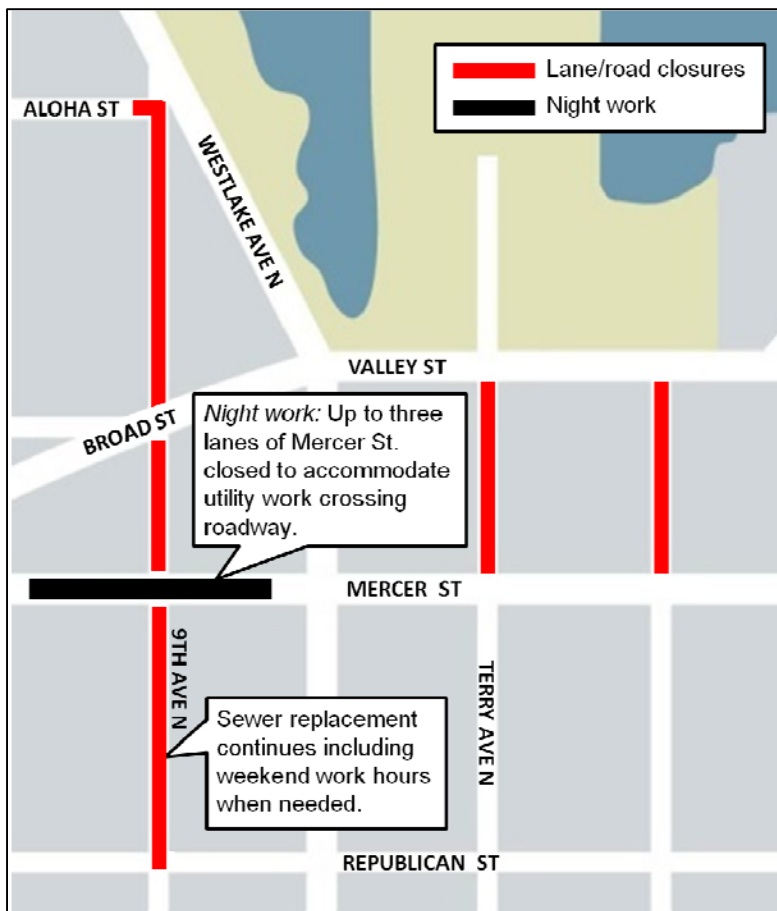 Lane/road closures
Night work
ALOHA ST
WESTLAKE AVE N
VALLEY ST
BROAD ST
Night work: Up to three
lanes of Mercer St.
closed to accommodate
utility work crossing
roadway.
MERCER ST
9TH AVE N
TERRY AVE N
Sewer replacement
continues including
weekend work hours
when needed.
REPUBLICAN ST